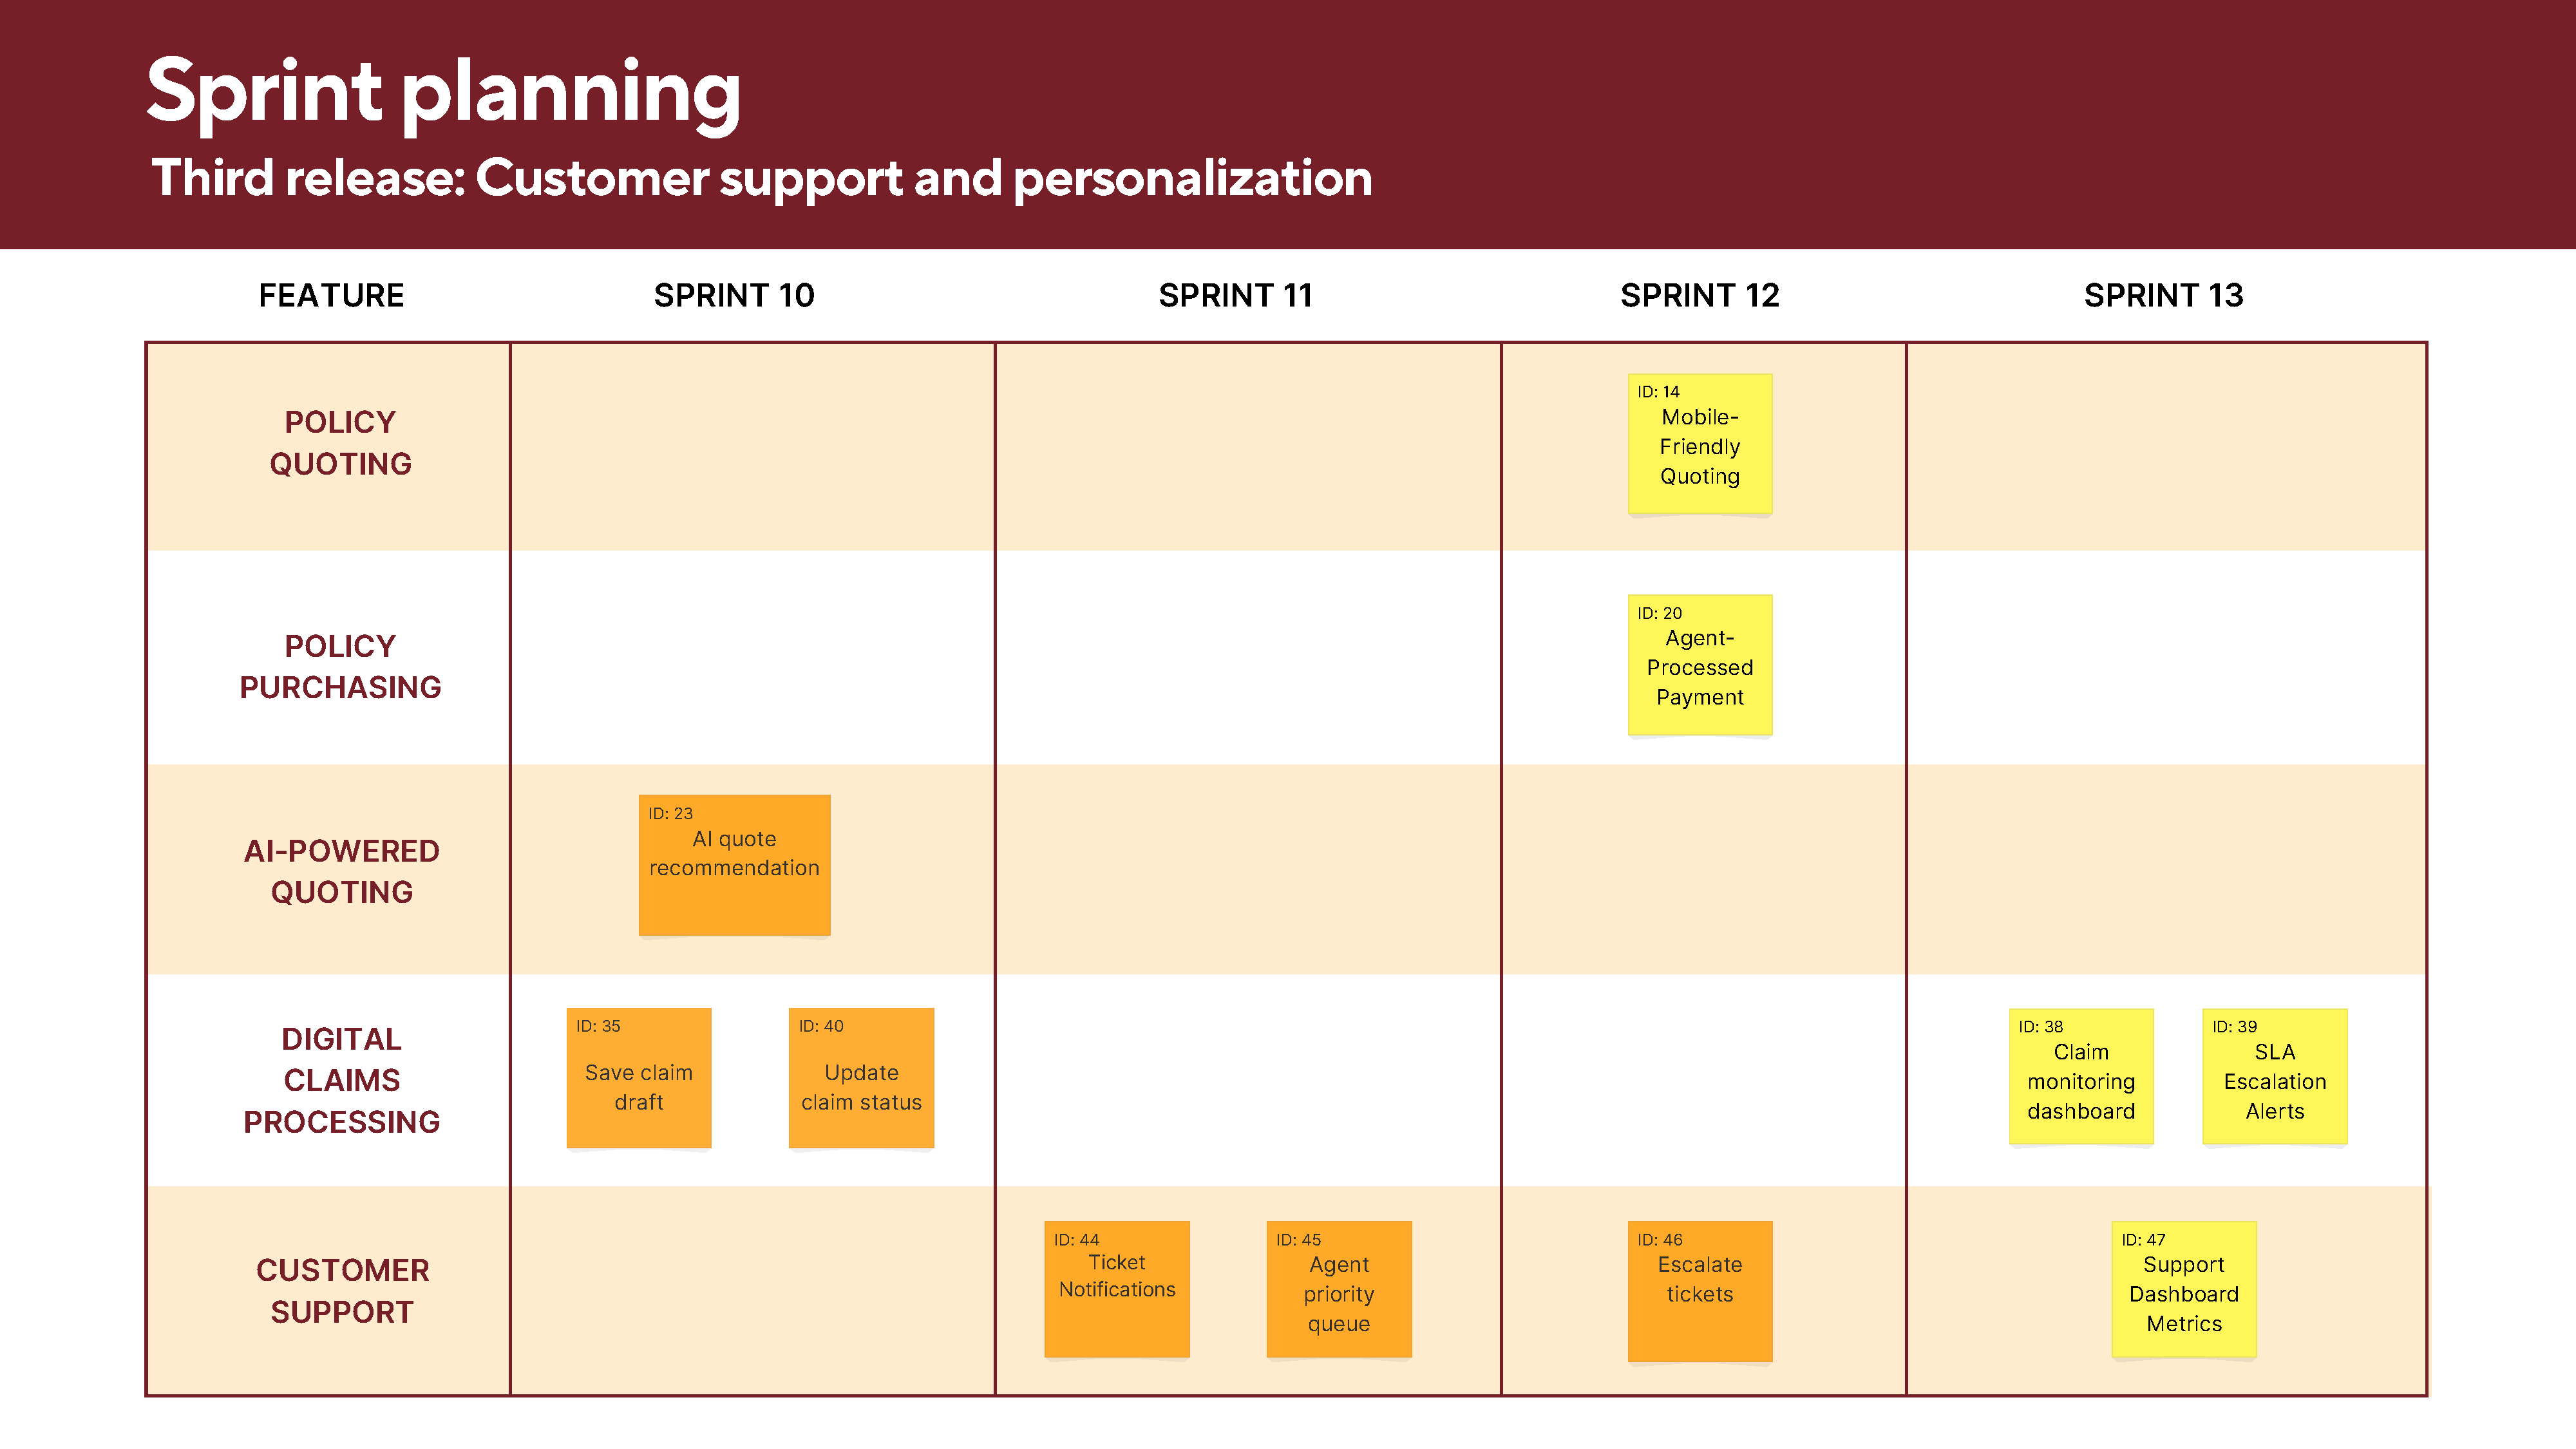 Sprint planning
Third release: Customer support and personalization
FEATURE
SPRINT 10
SPRINT 11
SPRINT 12
SPRINT 13
POLICY
QUOTING
ID: 14
Mobile-
Friendly
Quoting
POLICY
PURCHASING
ID: 20
Agent-
Processed
Payment
AI-POWERED
QUOTING
ID: 23
AI quote
recommendation
DIGITAL
CLAIMS
PROCESSING
ID: 35
Save claim
draft
ID: 40
Update
claim status
ID: 38
Claim
monitoring
dashboard
ID: 39
SLA
Escalation
Alerts
CUSTOMER
SUPPORT
ID: 44
Ticket
Notifications
ID: 45
Agent
priority
queue
ID: 46
Escalate
tickets
ID: 47
Support
Dashboard
Metrics